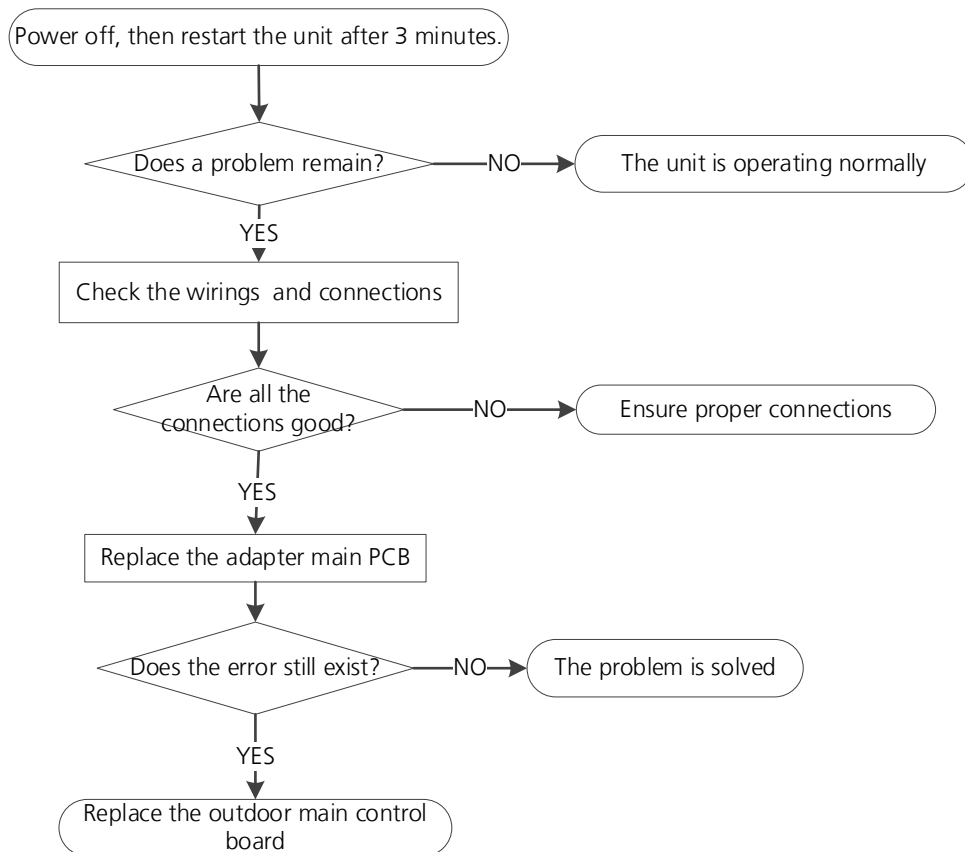 Power off, then restart the unit after 3 minutes.
Does a problem remain?
NO
The unit is operating normally
YES
Check the wirings  and connections
Are all the
connections good?
NO
Ensure proper connections
YES
Replace the adapter main PCB
Does the error still exist?
NO
The problem is solved
YES
Replace the outdoor main control
board